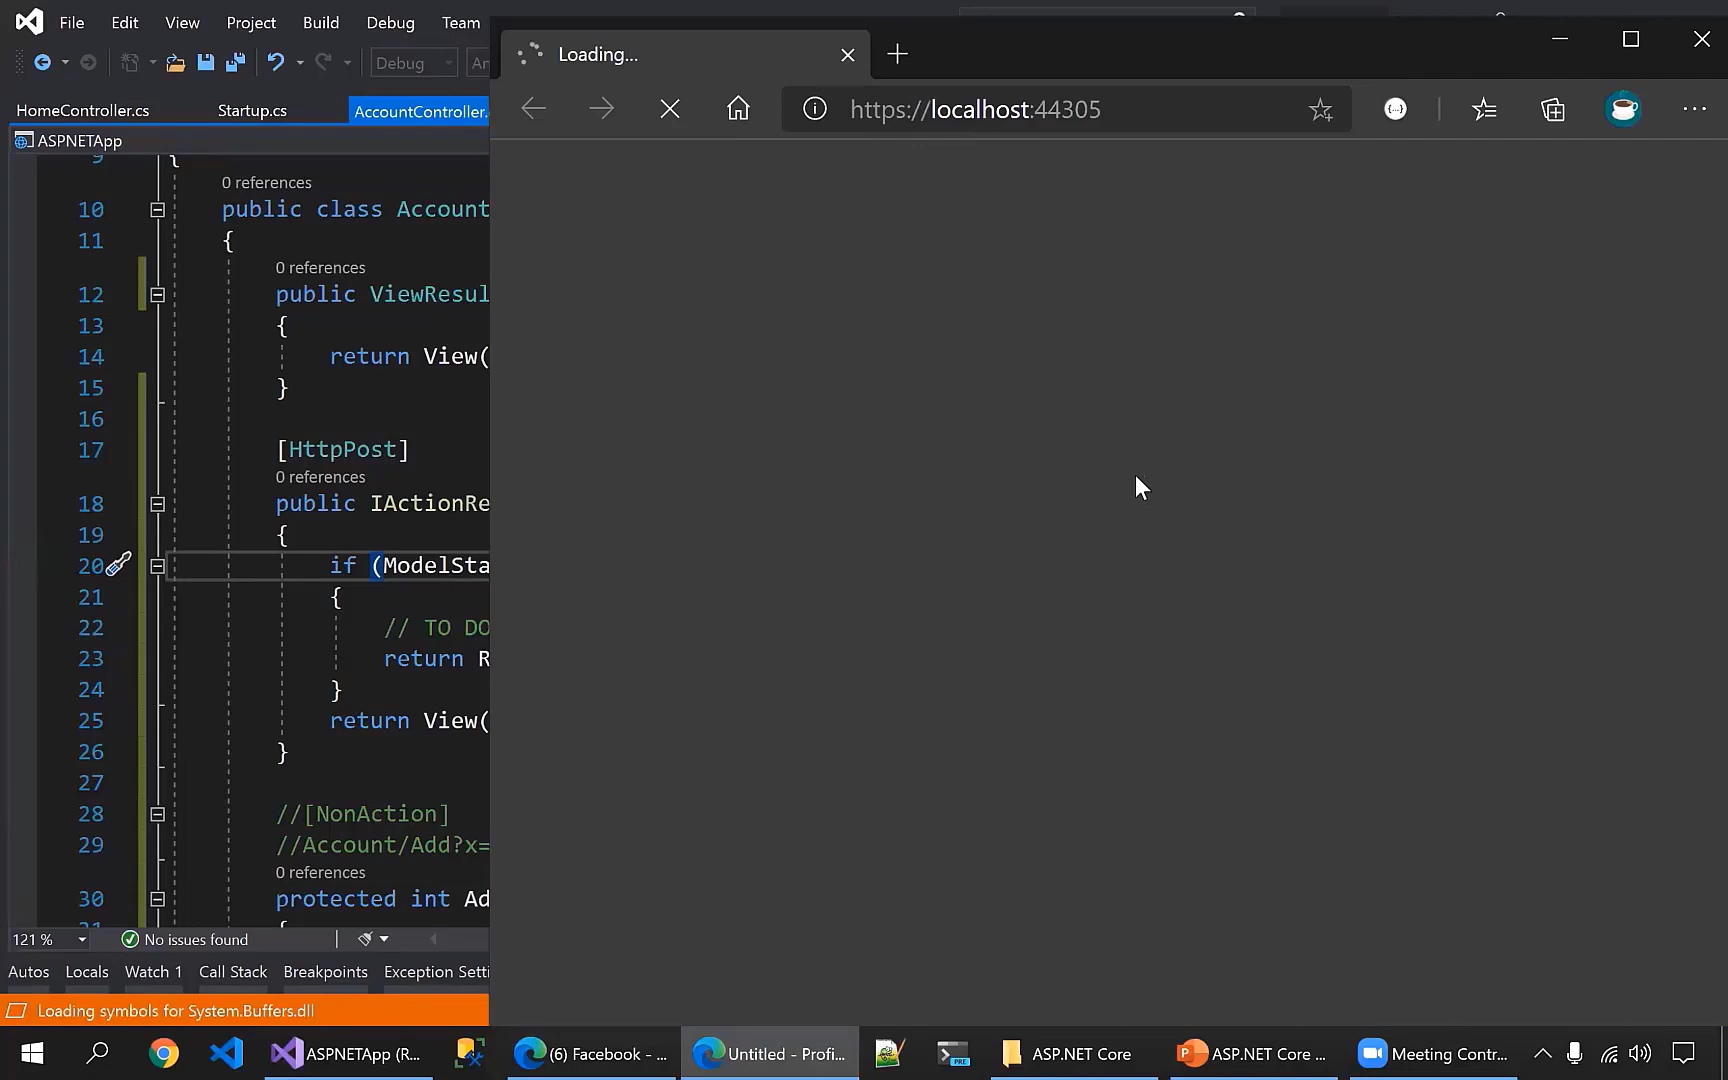 File Edit View Project Build Debug Team
Debug
HomeController.cs Startup.cs AccountController.
ASPNETApp
Loading...
https://localhost:44305
9 {
0 references
10 public class Account
11 {
0 references
12 public ViewResul
13 {
14 return View(
15 }
16
17 [HttpPost]
0 references
18 public IActionRe
19 {
20 if (ModelSta
21 {
22 // TO DO
23 return R
24 }
25 return View(
26 }
27
28 //[NonAction]
29 //Account/Add?x=
0 references
30 protected int Ad
31 {
121 % No issues found
Autos Locals Watch 1 Call Stack Breakpoints Exception Setti
Loading symbols for System.Buffers.dll
ASPNETApp (R... (6) Facebook - ... Untitled - Profi... PRE ASP.NET Core ASP.NET Core ... Meeting Contr...